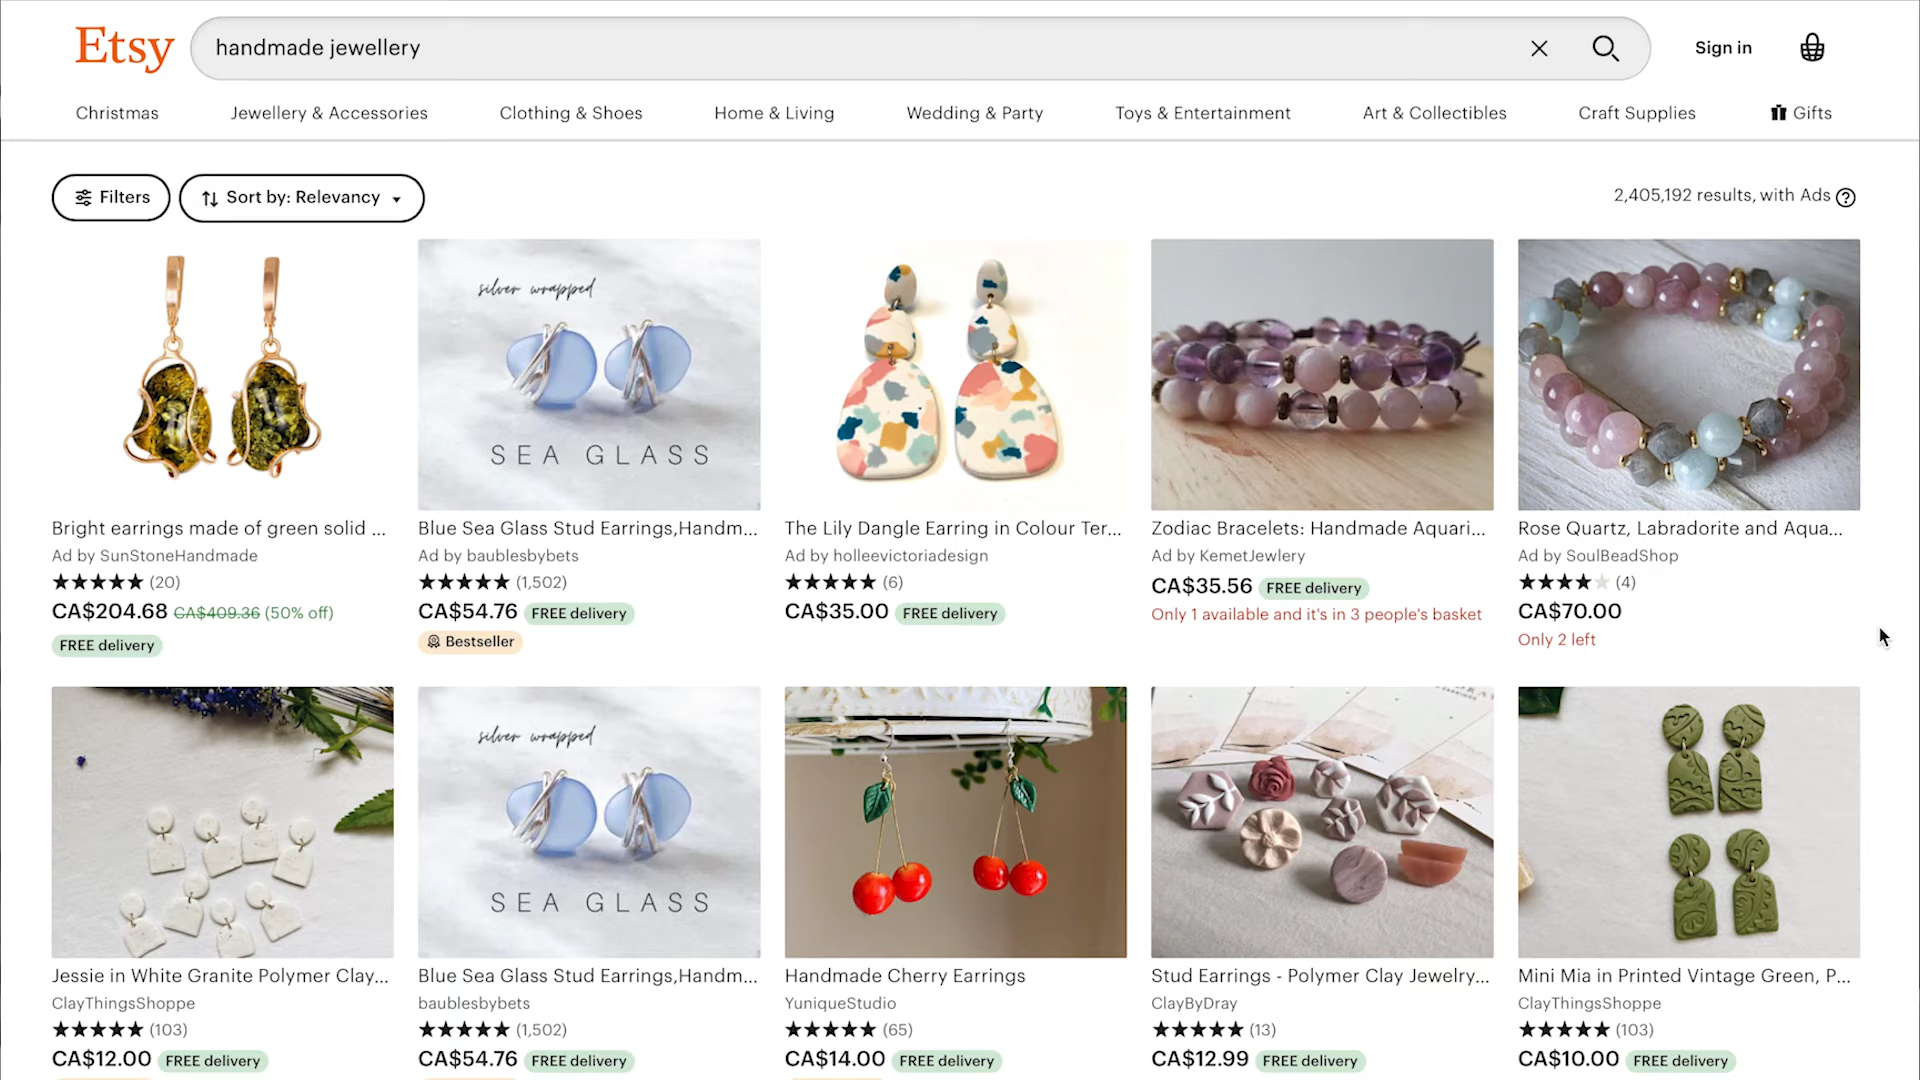 Etsy
handmade jewellery
Sign in
Christmas
Jewellery & Accessories
Clothing & Shoes
Home & Living
Wedding & Party
Toys & Entertainment
Art & Collectibles
Craft Supplies
Gifts
Filters
Sort by: Relevancy
2,405,192 results, with Ads ?
silver wrapped
SEA GLASS
Bright earrings made of green solid ...
Ad by SunStoneHandmade
★★★★★ (20)
CA$204.68 CA$409.36 (50% off)
FREE delivery
Blue Sea Glass Stud Earrings,Handm...
Ad by baublesbybets
★★★★★ (1,502)
CA$54.76 FREE delivery
Bestseller
The Lily Dangle Earring in Colour Ter...
Ad by holleevictoriadesign
★★★★★ (6)
CA$35.00 FREE delivery
Zodiac Bracelets: Handmade Aquari...
Ad by KemetJewlery
CA$35.56 FREE delivery
Only 1 available and it's in 3 people's basket
Rose Quartz, Labradorite and Aqua...
Ad by SoulBeadShop
★★★★★ (4)
CA$70.00
Only 2 left
silver wrapped
SEA GLASS
Jessie in White Granite Polymer Clay...
ClayThingsShoppe
★★★★★ (103)
CA$12.00 FREE delivery
Blue Sea Glass Stud Earrings,Handm...
baublesbybets
★★★★★ (1,502)
CA$54.76 FREE delivery
Handmade Cherry Earrings
YuniqueStudio
★★★★★ (65)
CA$14.00 FREE delivery
Stud Earrings - Polymer Clay Jewelry...
ClayByDray
★★★★★ (13)
CA$12.99 FREE delivery
Mini Mia in Printed Vintage Green, P...
ClayThingsShoppe
★★★★★ (103)
CA$10.00 FREE delivery